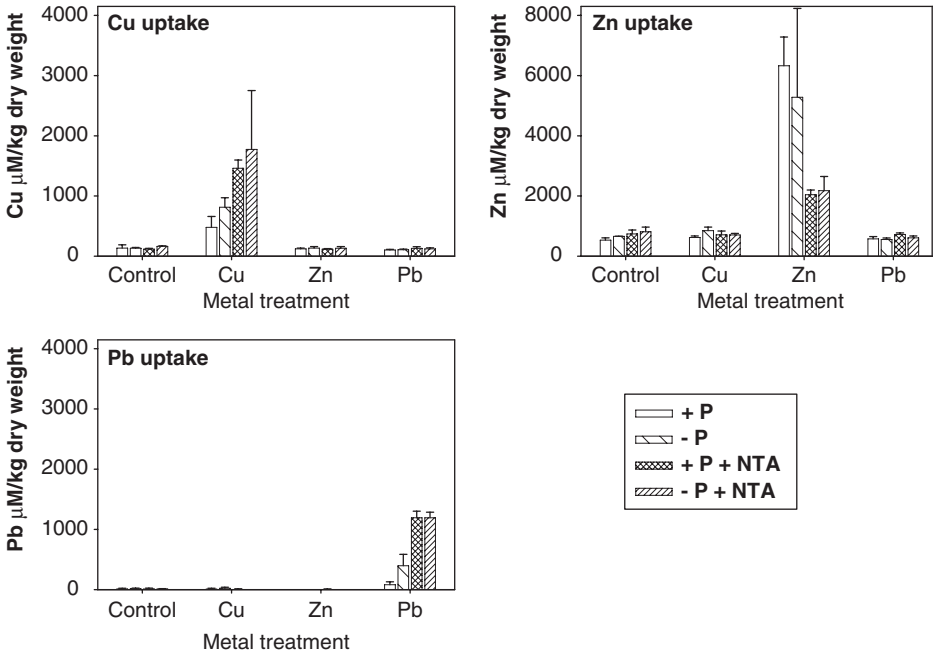 Cu uptake
Cu μM/kg dry weight
4000
3000
2000
1000
0
Control Cu Zn Pb
Metal treatment
Zn uptake
Zn μM/kg dry weight
8000
6000
4000
2000
0
Control Cu Zn Pb
Metal treatment
Pb uptake
Pb μM/kg dry weight
4000
3000
2000
1000
0
Control Cu Zn Pb
Metal treatment
+ P
- P
+ P + NTA
- P + NTA